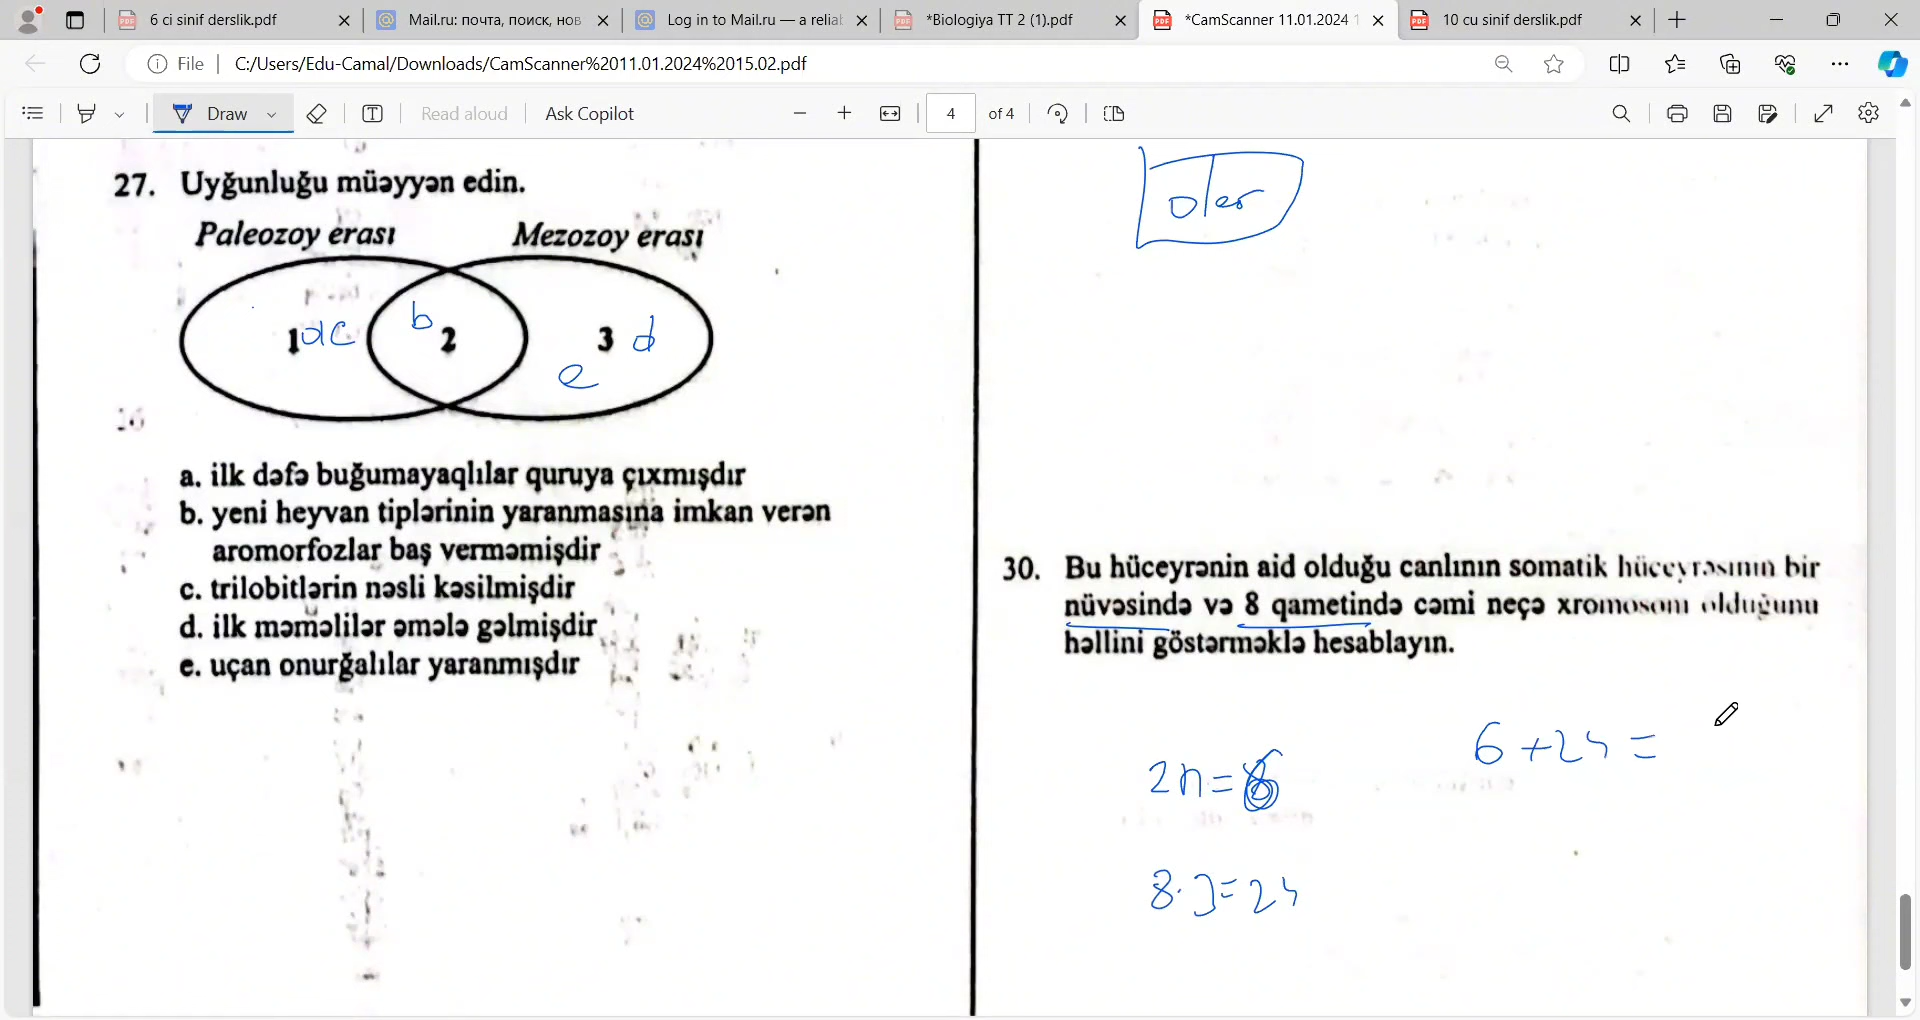 6 ci sinif derslik.pdf
Mail.ru: почта, поиск, нов
Log in to Mail.ru — a relial
*Biologiya TT 2 (1).pdf
*CamScanner 11.01.2024 1
10 cu sinif derslik.pdf
File
C:/Users/Edu-Camal/Downloads/CamScanner%2011.01.2024%2015.02.pdf
Draw
Read aloud
Ask Copilot
4 of 4
27. Uyğunluğu müəyyən edin.
Paleozoy erası
Mezozoy erası
1 ac
b 2
3 d
e
a. ilk dəfə buğumayaqlılar quruya çıxmışdır
b. yeni heyvan tiplərinin yaranmasına imkan verən
aromorfozlar baş verməmişdir
c. trilobitlərin nəsli kəsilmişdir
d. ilk məməlilər əmələ gəlmişdir
e. uçan onurğalılar yaranmışdır
olar
30. Bu hüceyrənin aid olduğu canlının somatik hüceyrəsinin bir
nüvəsində və 8 qametində cəmi neçə xromosom olduğunu
həllini göstərməklə hesablayın.
6 + 24 =
2n = 6
8 · 3 = 24